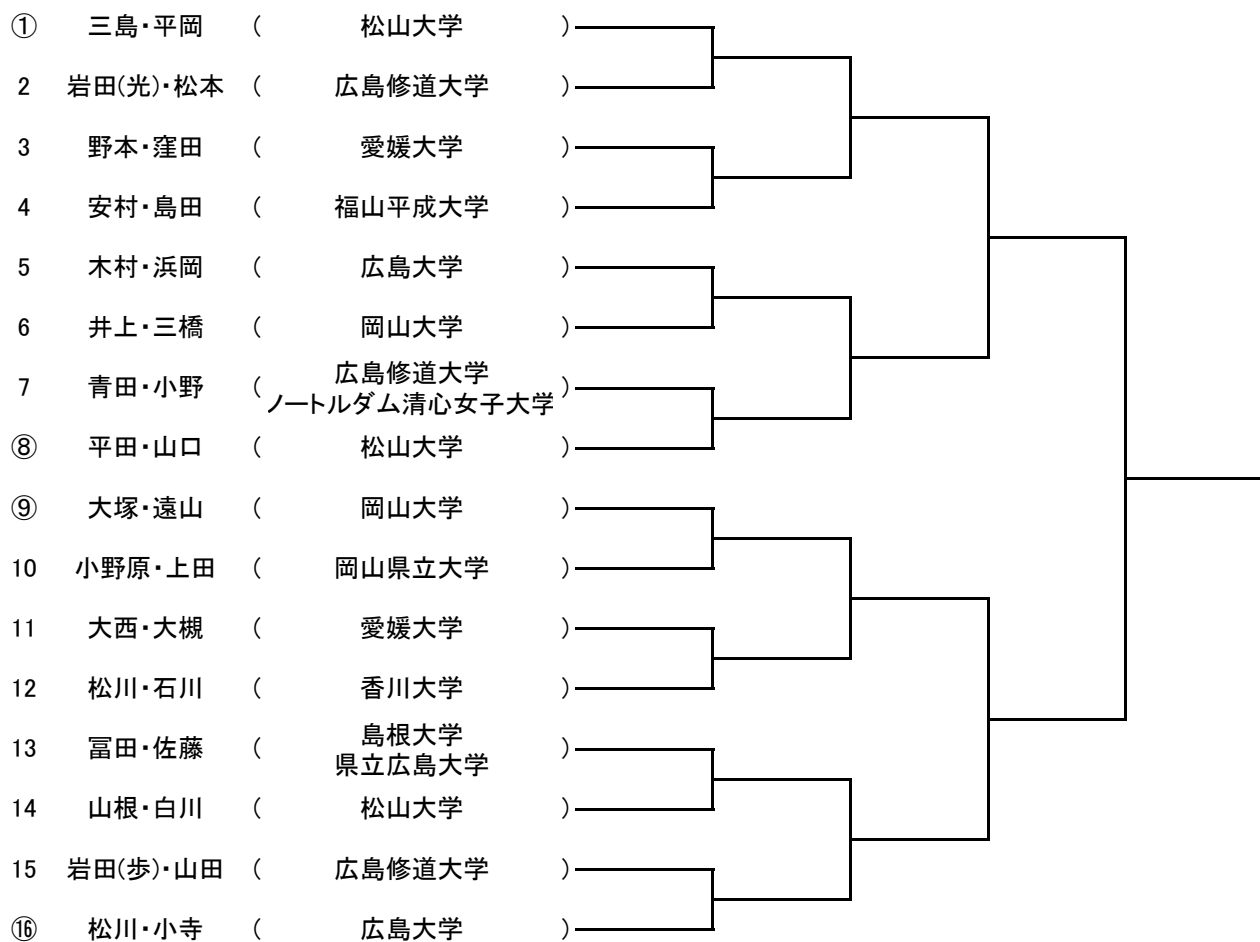 ① 三島・平岡 ( 松山大学 )
2 岩田(光)・松本 ( 広島修道大学 )
3 野本・窪田 ( 愛媛大学 )
4 安村・島田 ( 福山平成大学 )
5 木村・浜岡 ( 広島大学 )
6 井上・三橋 ( 岡山大学 )
7 青田・小野 ( 広島修道大学
ノートルダム清心女子大学 )
⑧ 平田・山口 ( 松山大学 )
⑨ 大塚・遠山 ( 岡山大学 )
10 小野原・上田 ( 岡山県立大学 )
11 大西・大槻 ( 愛媛大学 )
12 松川・石川 ( 香川大学 )
13 冨田・佐藤 ( 島根大学
県立広島大学 )
14 山根・白川 ( 松山大学 )
15 岩田(歩)・山田 ( 広島修道大学 )
⑯ 松川・小寺 ( 広島大学 )